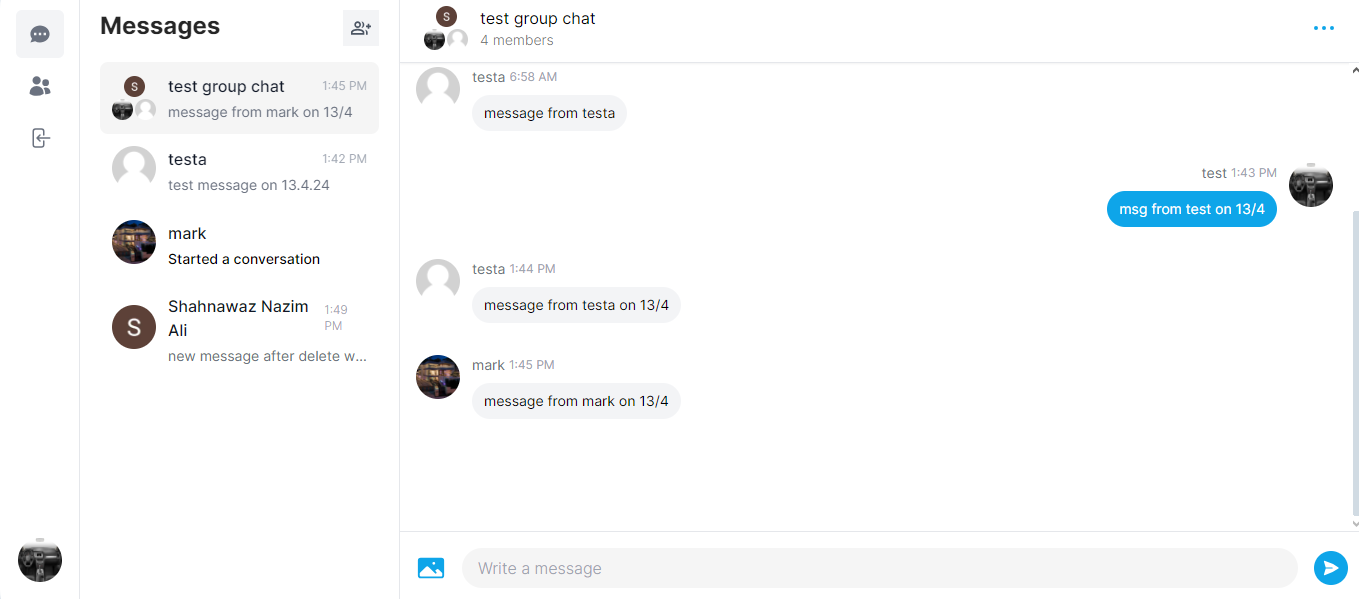 Messages
S
test group chat
1:45 PM
message from mark on 13/4
testa
1:42 PM
test message on 13.4.24
mark
Started a conversation
S
Shahnawaz Nazim
Ali
1:49
PM
new message after delete w...
S
test group chat
4 members
testa 6:58 AM
message from testa
test 1:43 PM
msg from test on 13/4
testa 1:44 PM
message from testa on 13/4
mark 1:45 PM
message from mark on 13/4
Write a message